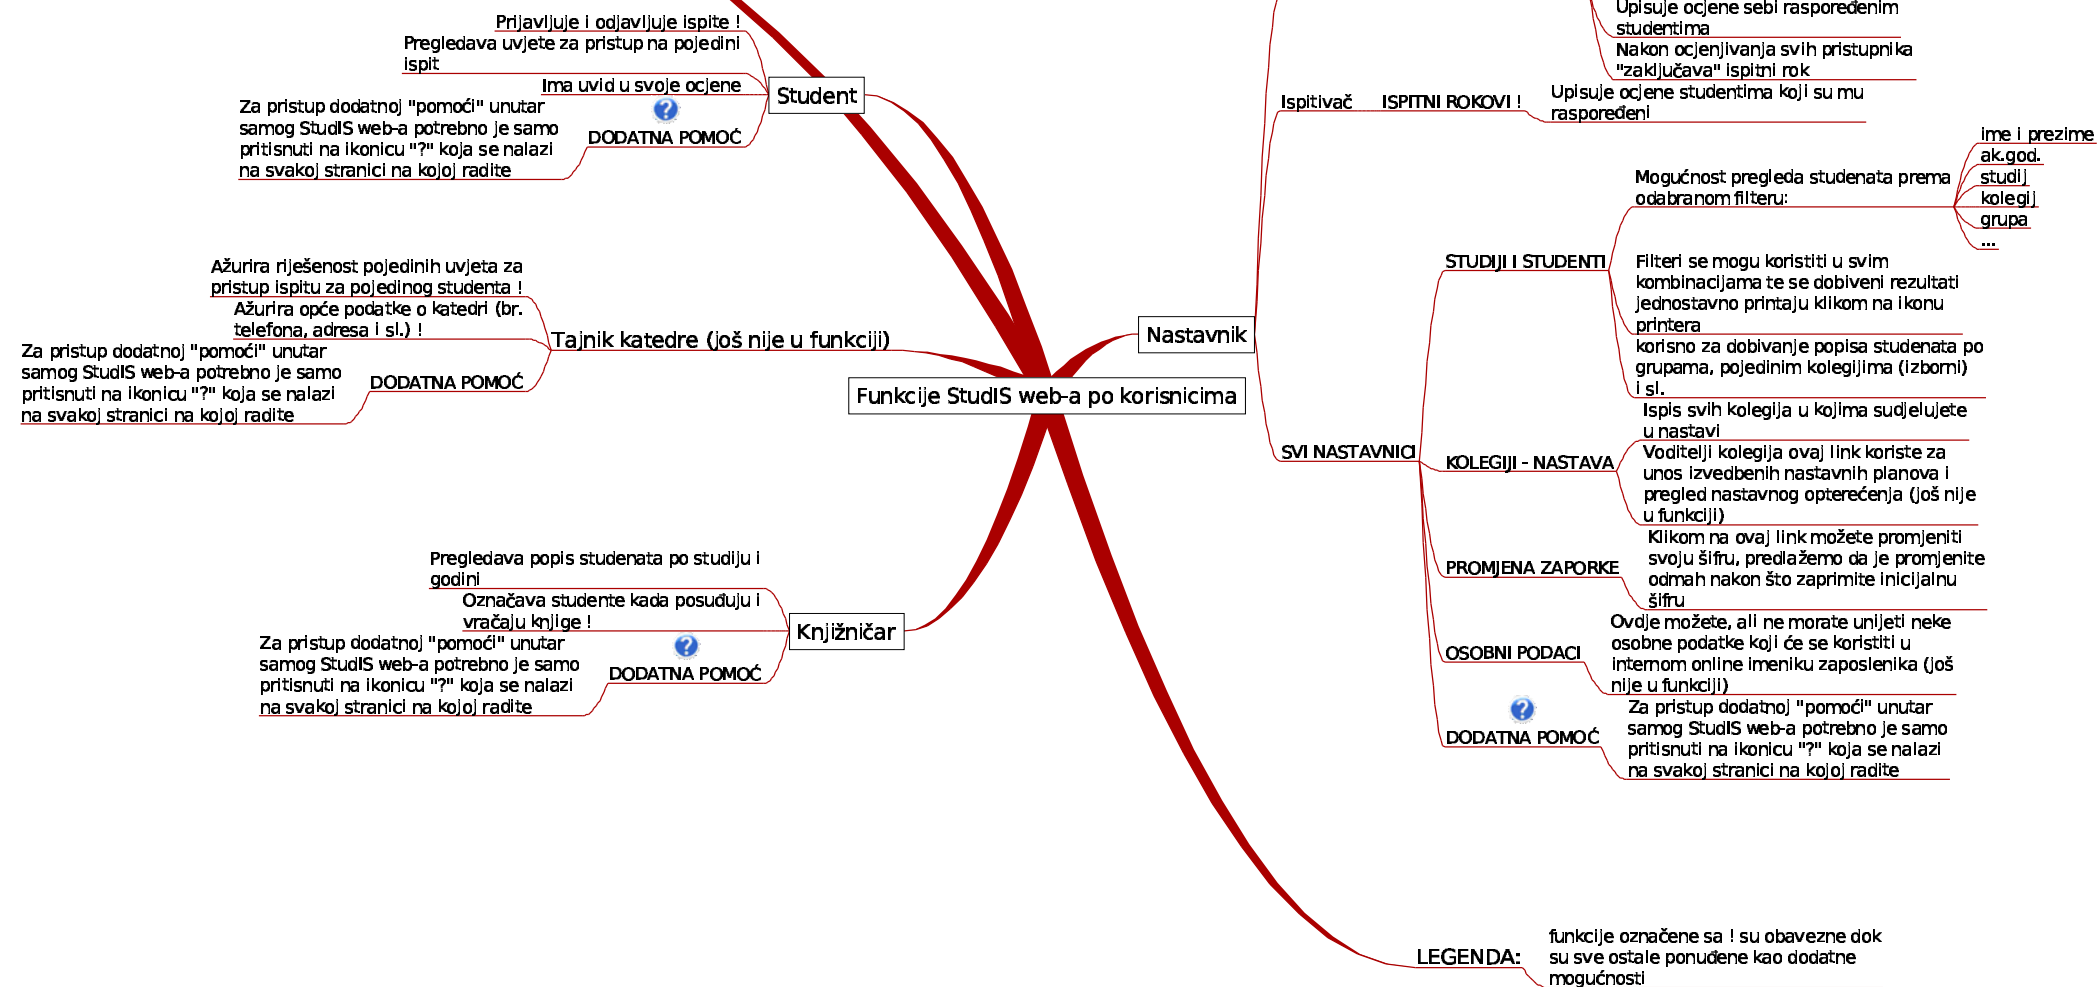 Prijavljuje i odjavljuje ispite !
Pregledava uvjete za pristup na pojedini
ispit
Ima uvid u svoje ocjene
Za pristup dodatnoj "pomoći" unutar
samog StudIS web-a potrebno je samo
pritisnuti na ikonicu "?" koja se nalazi
na svakoj stranici na kojoj radite
DODATNA POMOĆ
Student
Ažurira riješenost pojedinih uvjeta za
pristup ispitu za pojedinog studenta !
Ažurira opće podatke o katedri (br.
telefona, adresa i sl.) !
Za pristup dodatnoj "pomoći" unutar
samog StudIS web-a potrebno je samo
pritisnuti na ikonicu "?" koja se nalazi
na svakoj stranici na kojoj radite
DODATNA POMOĆ
Tajnik katedre (još nije u funkciji)
Funkcije StudIS web-a po korisnicima
Pregledava popis studenata po studiju i
godini
Označava studente kada posuđuju i
vračaju knjige !
Za pristup dodatnoj "pomoći" unutar
samog StudIS web-a potrebno je samo
pritisnuti na ikonicu "?" koja se nalazi
na svakoj stranici na kojoj radite
DODATNA POMOĆ
Knjižničar
Nastavnik
Upisuje ocjene sebi raspoređenim
studentima
Nakon ocjenjivanja svih pristupnika
"zaključava" ispitni rok
Ispitivač
ISPITNI ROKOVI !
Upisuje ocjene studentima koji su mu
raspoređeni
SVI NASTAVNICI
STUDIJI I STUDENTI
Mogućnost pregleda studenata prema
odabranom filteru:
ime i prezime
ak.god.
studij
kolegij
grupa
...
Filteri se mogu koristiti u svim
kombinacijama te se dobiveni rezultati
jednostavno printaju klikom na ikonu
printera
korisno za dobivanje popisa studenata po
grupama, pojedinim kolegijima (izborni)
i sl.
KOLEGIJI - NASTAVA
Ispis svih kolegija u kojima sudjelujete
u nastavi
Voditelji kolegija ovaj link koriste za
unos izvedbenih nastavnih planova i
pregled nastavnog opterećenja (još nije
u funkciji)
PROMJENA ZAPORKE
Klikom na ovaj link možete promjeniti
svoju šifru, predlažemo da je promjenite
odmah nakon što zaprimite inicijalnu
šifru
OSOBNI PODACI
Ovdje možete, ali ne morate unijeti neke
osobne podatke koji će se koristiti u
internom online imeniku zaposlenika (još
nije u funkciji)
DODATNA POMOĆ
Za pristup dodatnoj "pomoći" unutar
samog StudIS web-a potrebno je samo
pritisnuti na ikonicu "?" koja se nalazi
na svakoj stranici na kojoj radite
LEGENDA:
funkcije označene sa ! su obavezne dok
su sve ostale ponuđene kao dodatne
mogućnosti